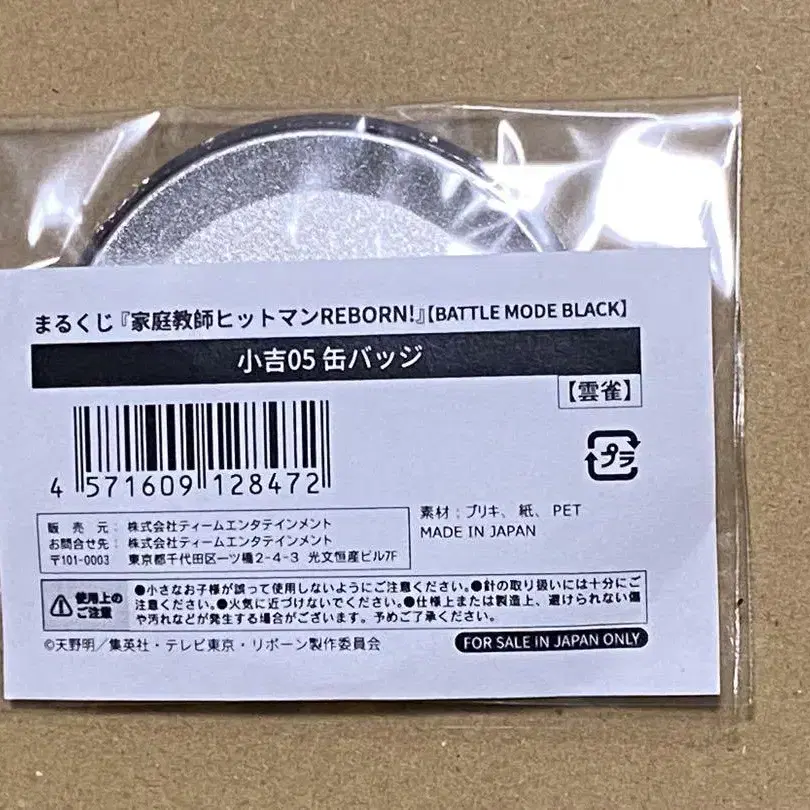 まるくじ『家庭教師ヒットマンREBORN!』【BATTLE MODE BLACK】
小吉05 缶バッジ
【雲雀】
4 571609 128472
プラ
販売元：株式会社ティームエンタテインメント
お問合せ先：株式会社ティームエンタテインメント
〒101-0003 東京都千代田区一ツ橋2-4-3 光文恒産ビル7F
素材：ブリキ、紙、PET
MADE IN JAPAN
使用上の
ご注意
●小さなお子様が誤って使用しないようにご注意ください。●針の取り扱いには十分にご
注意ください。●火気に近づけないでください。●仕様上または製造上、避けられない傷
や汚れなどが発生する場合がございます。予めご了承ください。
©天野明／集英社・テレビ東京・リボーン製作委員会
FOR SALE IN JAPAN ONLY